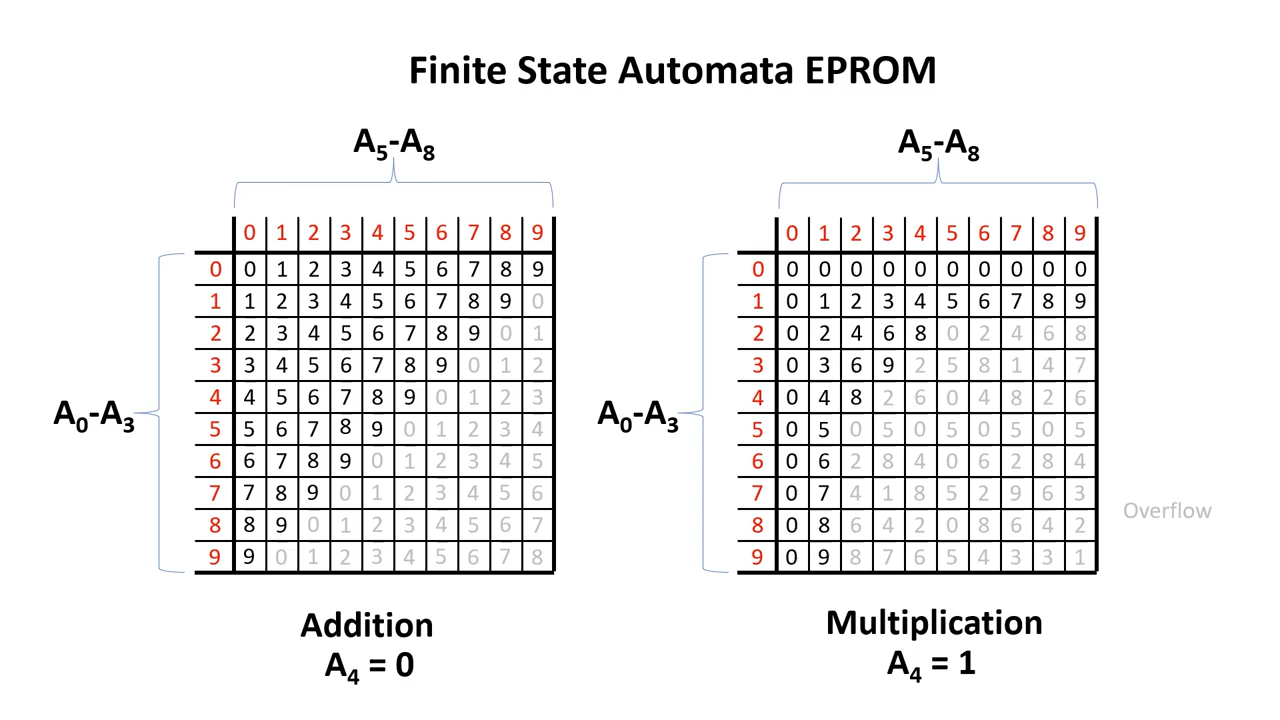 Finite State Automata EPROM
A5-A8
0 1 2 3 4 5 6 7 8 9
0 0 1 2 3 4 5 6 7 8 9
1 1 2 3 4 5 6 7 8 9 0
2 2 3 4 5 6 7 8 9 0 1
3 3 4 5 6 7 8 9 0 1 2
4 4 5 6 7 8 9 0 1 2 3
5 5 6 7 8 9 0 1 2 3 4
6 6 7 8 9 0 1 2 3 4 5
7 7 8 9 0 1 2 3 4 5 6
8 8 9 0 1 2 3 4 5 6 7
9 9 0 1 2 3 4 5 6 7 8
A0-A3
Addition
A4 = 0
A5-A8
0 1 2 3 4 5 6 7 8 9
0 0 0 0 0 0 0 0 0 0 0
1 0 1 2 3 4 5 6 7 8 9
2 0 2 4 6 8 0 2 4 6 8
3 0 3 6 9 2 5 8 1 4 7
4 0 4 8 2 6 0 4 8 2 6
5 0 5 0 5 0 5 0 5 0 5
6 0 6 2 8 4 0 6 2 8 4
7 0 7 4 1 8 5 2 9 6 3
8 0 8 6 4 2 0 8 6 4 2
9 0 9 8 7 6 5 4 3 3 1
A0-A3
Overflow
Multiplication
A4 = 1